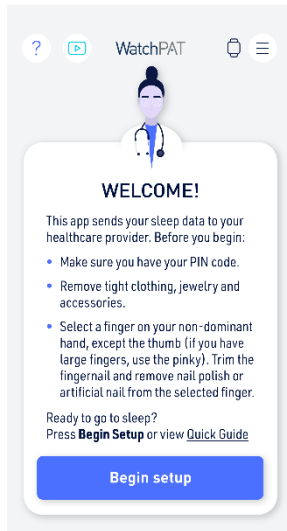 ?
WatchPAT
WELCOME!
This app sends your sleep data to your
healthcare provider. Before you begin:
• Make sure you have your PIN code.
• Remove tight clothing, jewelry and
accessories.
• Select a finger on your non-dominant
hand, except the thumb (if you have
large fingers, use the pinky). Trim the
fingernail and remove nail polish or
artificial nail from the selected finger.
Ready to go to sleep?
Press Begin Setup or view Quick Guide
Begin setup